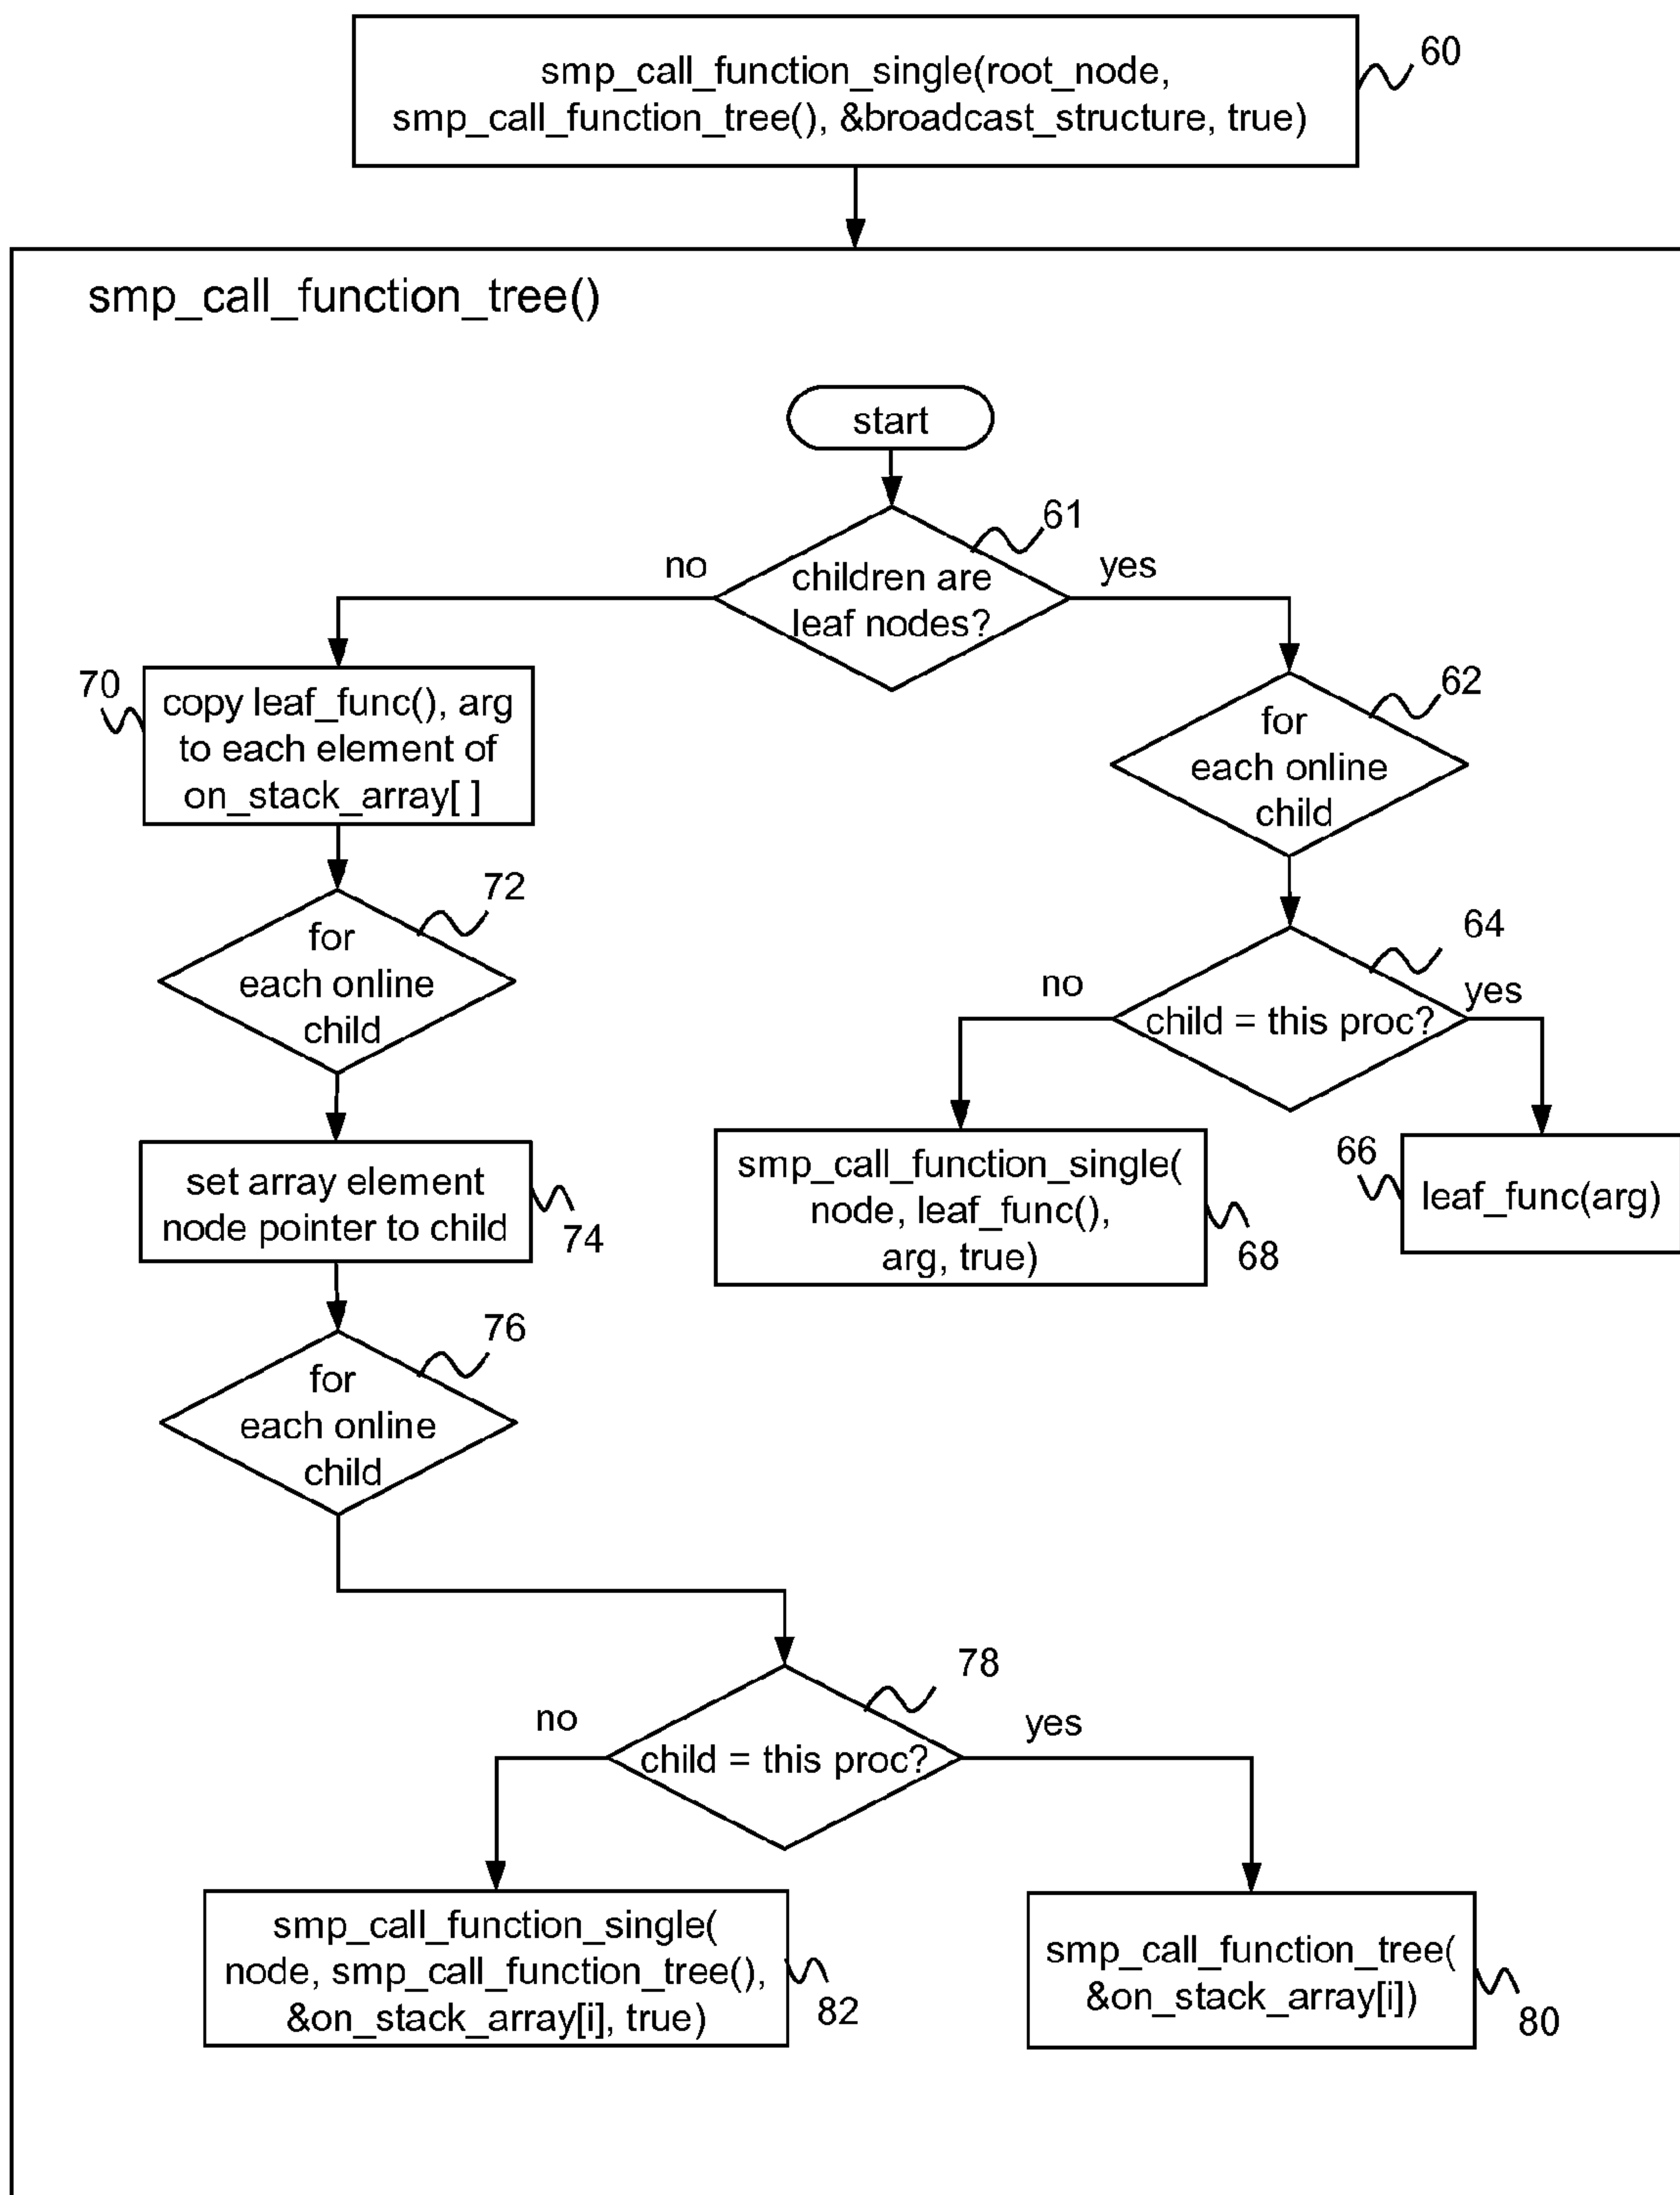 smp_call_function_single(root_node,
smp_call_function_tree(), &broadcast_structure, true)
60
smp_call_function_tree()
start
61
children are
leaf nodes?
no
yes
70
copy leaf_func(), arg
to each element of
on_stack_array[ ]
62
for
each online
child
72
for
each online
child
64
child = this proc?
no
yes
set array element
node pointer to child
74
smp_call_function_single(
node, leaf_func(),
arg, true)
68
66
leaf_func(arg)
76
for
each online
child
78
child = this proc?
no
yes
smp_call_function_single(
node, smp_call_function_tree(),
&on_stack_array[i], true)
82
smp_call_function_tree(
&on_stack_array[i])
80